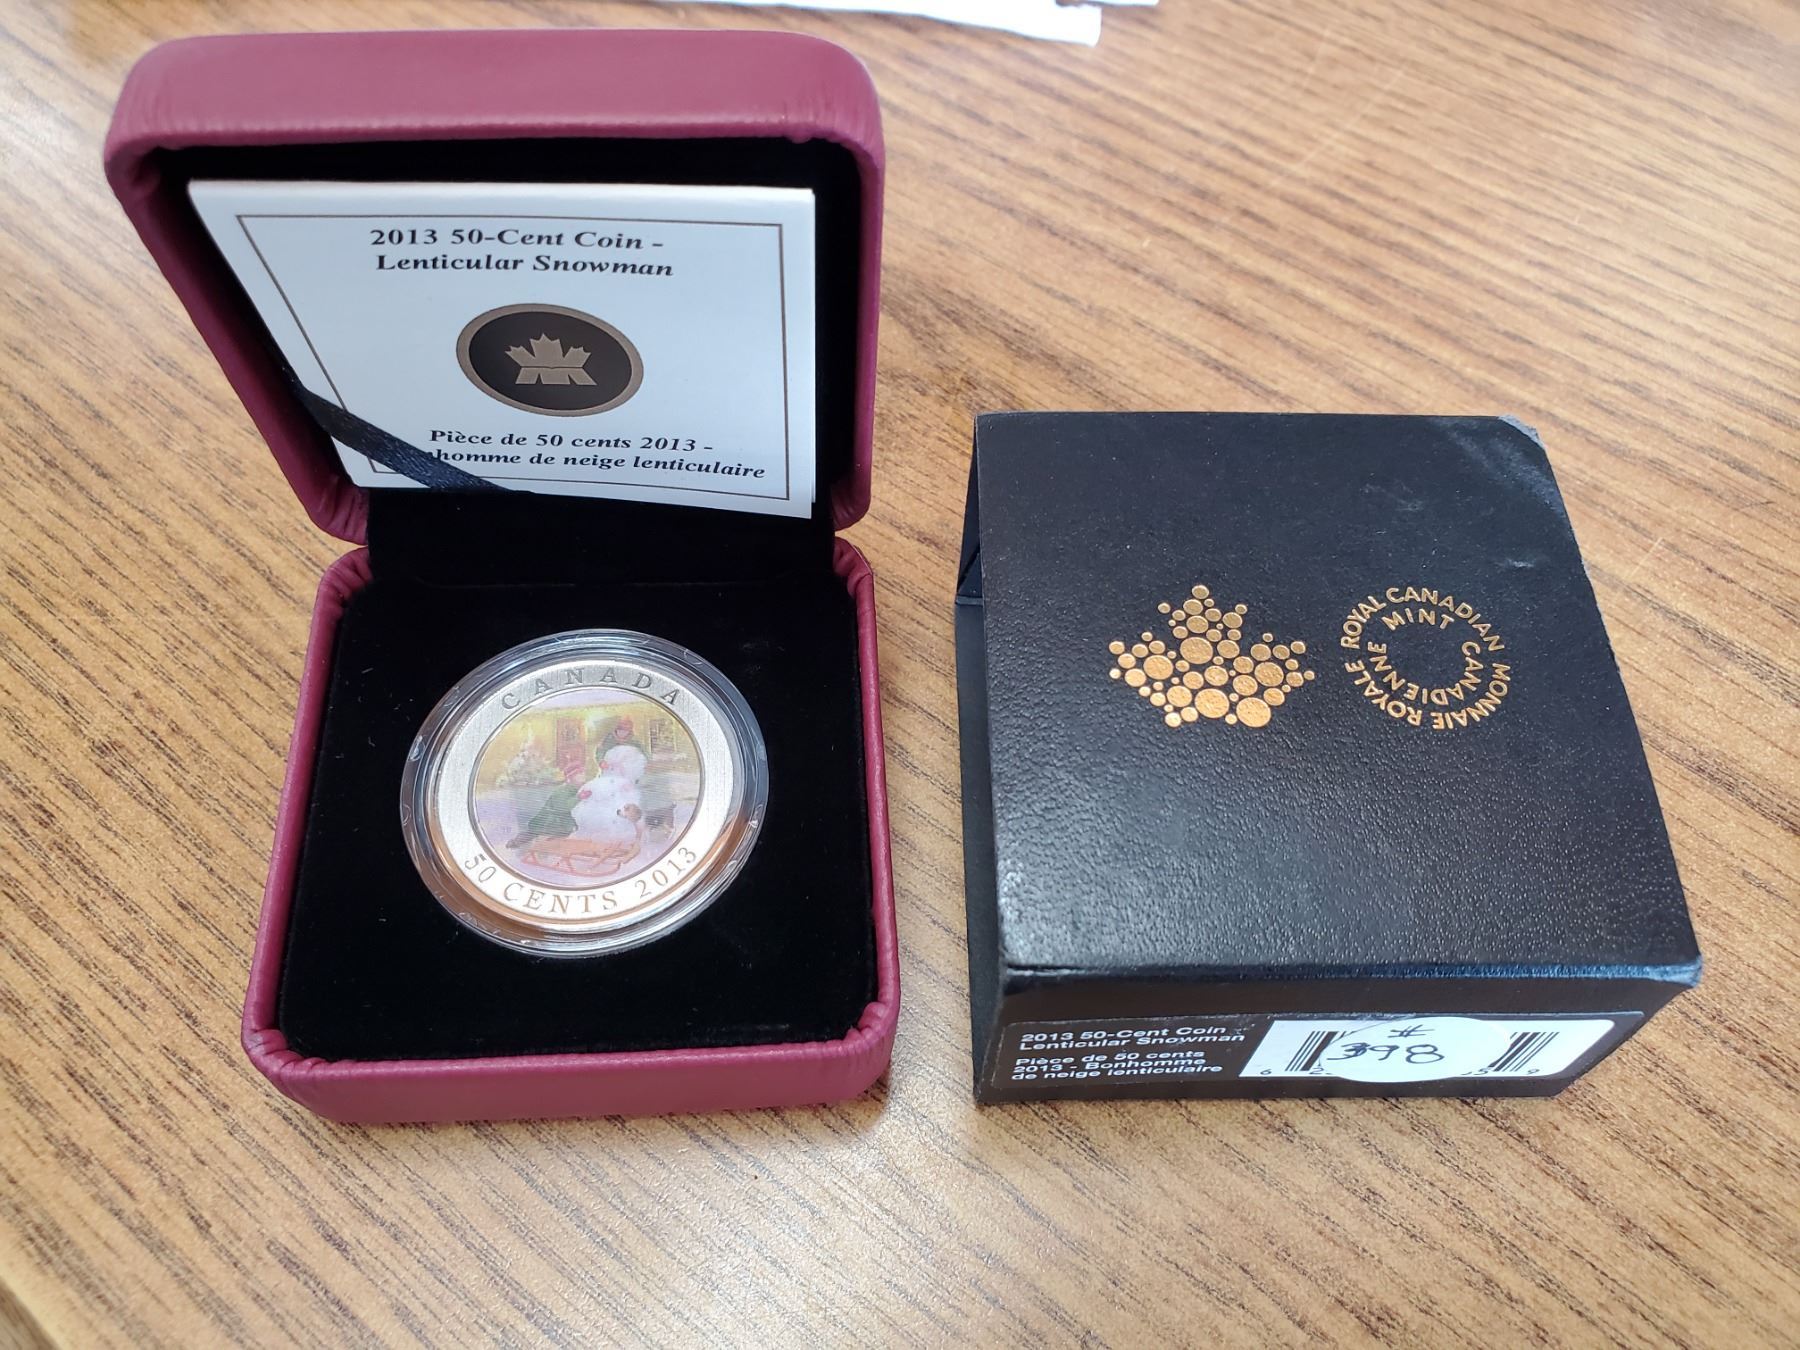 2013 50-Cent Coin -
Lenticular Snowman
Pièce de 50 cents 2013 -
homme de neige lenticulaire
CANADA
50 CENTS 2013
ROYAL CANADIAN MINT
MONNAIE ROYALE CANADIENNE
2013 50-Cent Coin -
Lenticular Snowman
Pièce de 50 cents
2013 - Bonhomme
de neige lenticulaire
#
398
6
9